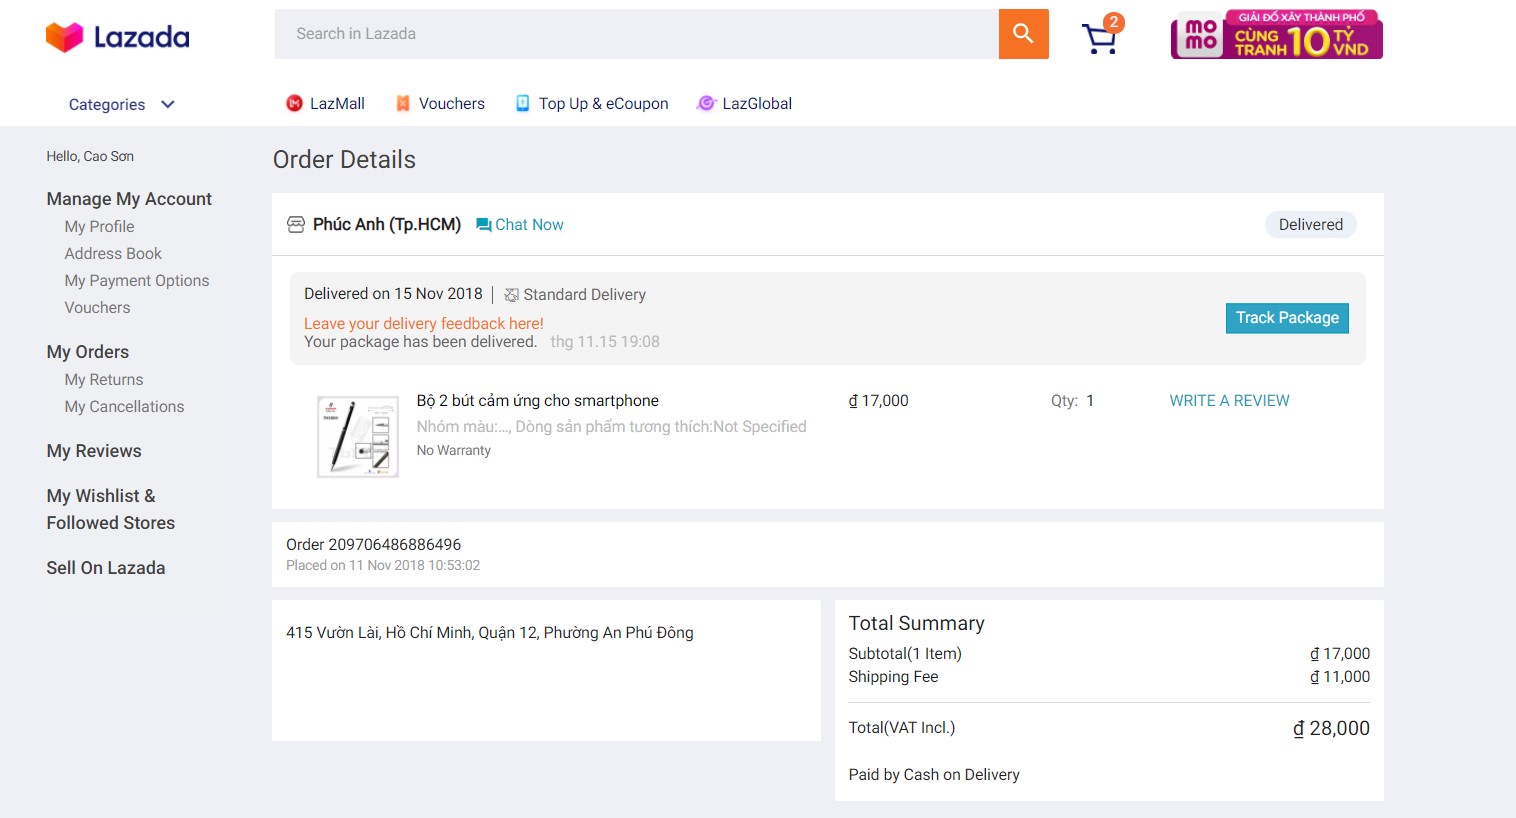 Lazada
Search in Lazada
2
mo
mo
GIẢI ĐỐ XÂY THÀNH PHỐ
CÙNG
TRANH 10 TỶ
VND
Categories
LazMall
Vouchers
Top Up & eCoupon
LazGlobal
Hello, Cao Sơn
Manage My Account
My Profile
Address Book
My Payment Options
Vouchers
My Orders
My Returns
My Cancellations
My Reviews
My Wishlist &
Followed Stores
Sell On Lazada
Order Details
Phúc Anh (Tp.HCM) Chat Now
Delivered
Delivered on 15 Nov 2018 | Standard Delivery
Leave your delivery feedback here!
Your package has been delivered. thg 11.15 19:08
Track Package
Bộ 2 bút cảm ứng cho smartphone
Nhóm màu:..., Dòng sản phẩm tương thích:Not Specified
No Warranty
₫ 17,000
Qty: 1
WRITE A REVIEW
Order 209706486886496
Placed on 11 Nov 2018 10:53:02
415 Vườn Lài, Hồ Chí Minh, Quận 12, Phường An Phú Đông
Total Summary
Subtotal(1 Item) ₫ 17,000
Shipping Fee ₫ 11,000
Total(VAT Incl.) ₫ 28,000
Paid by Cash on Delivery